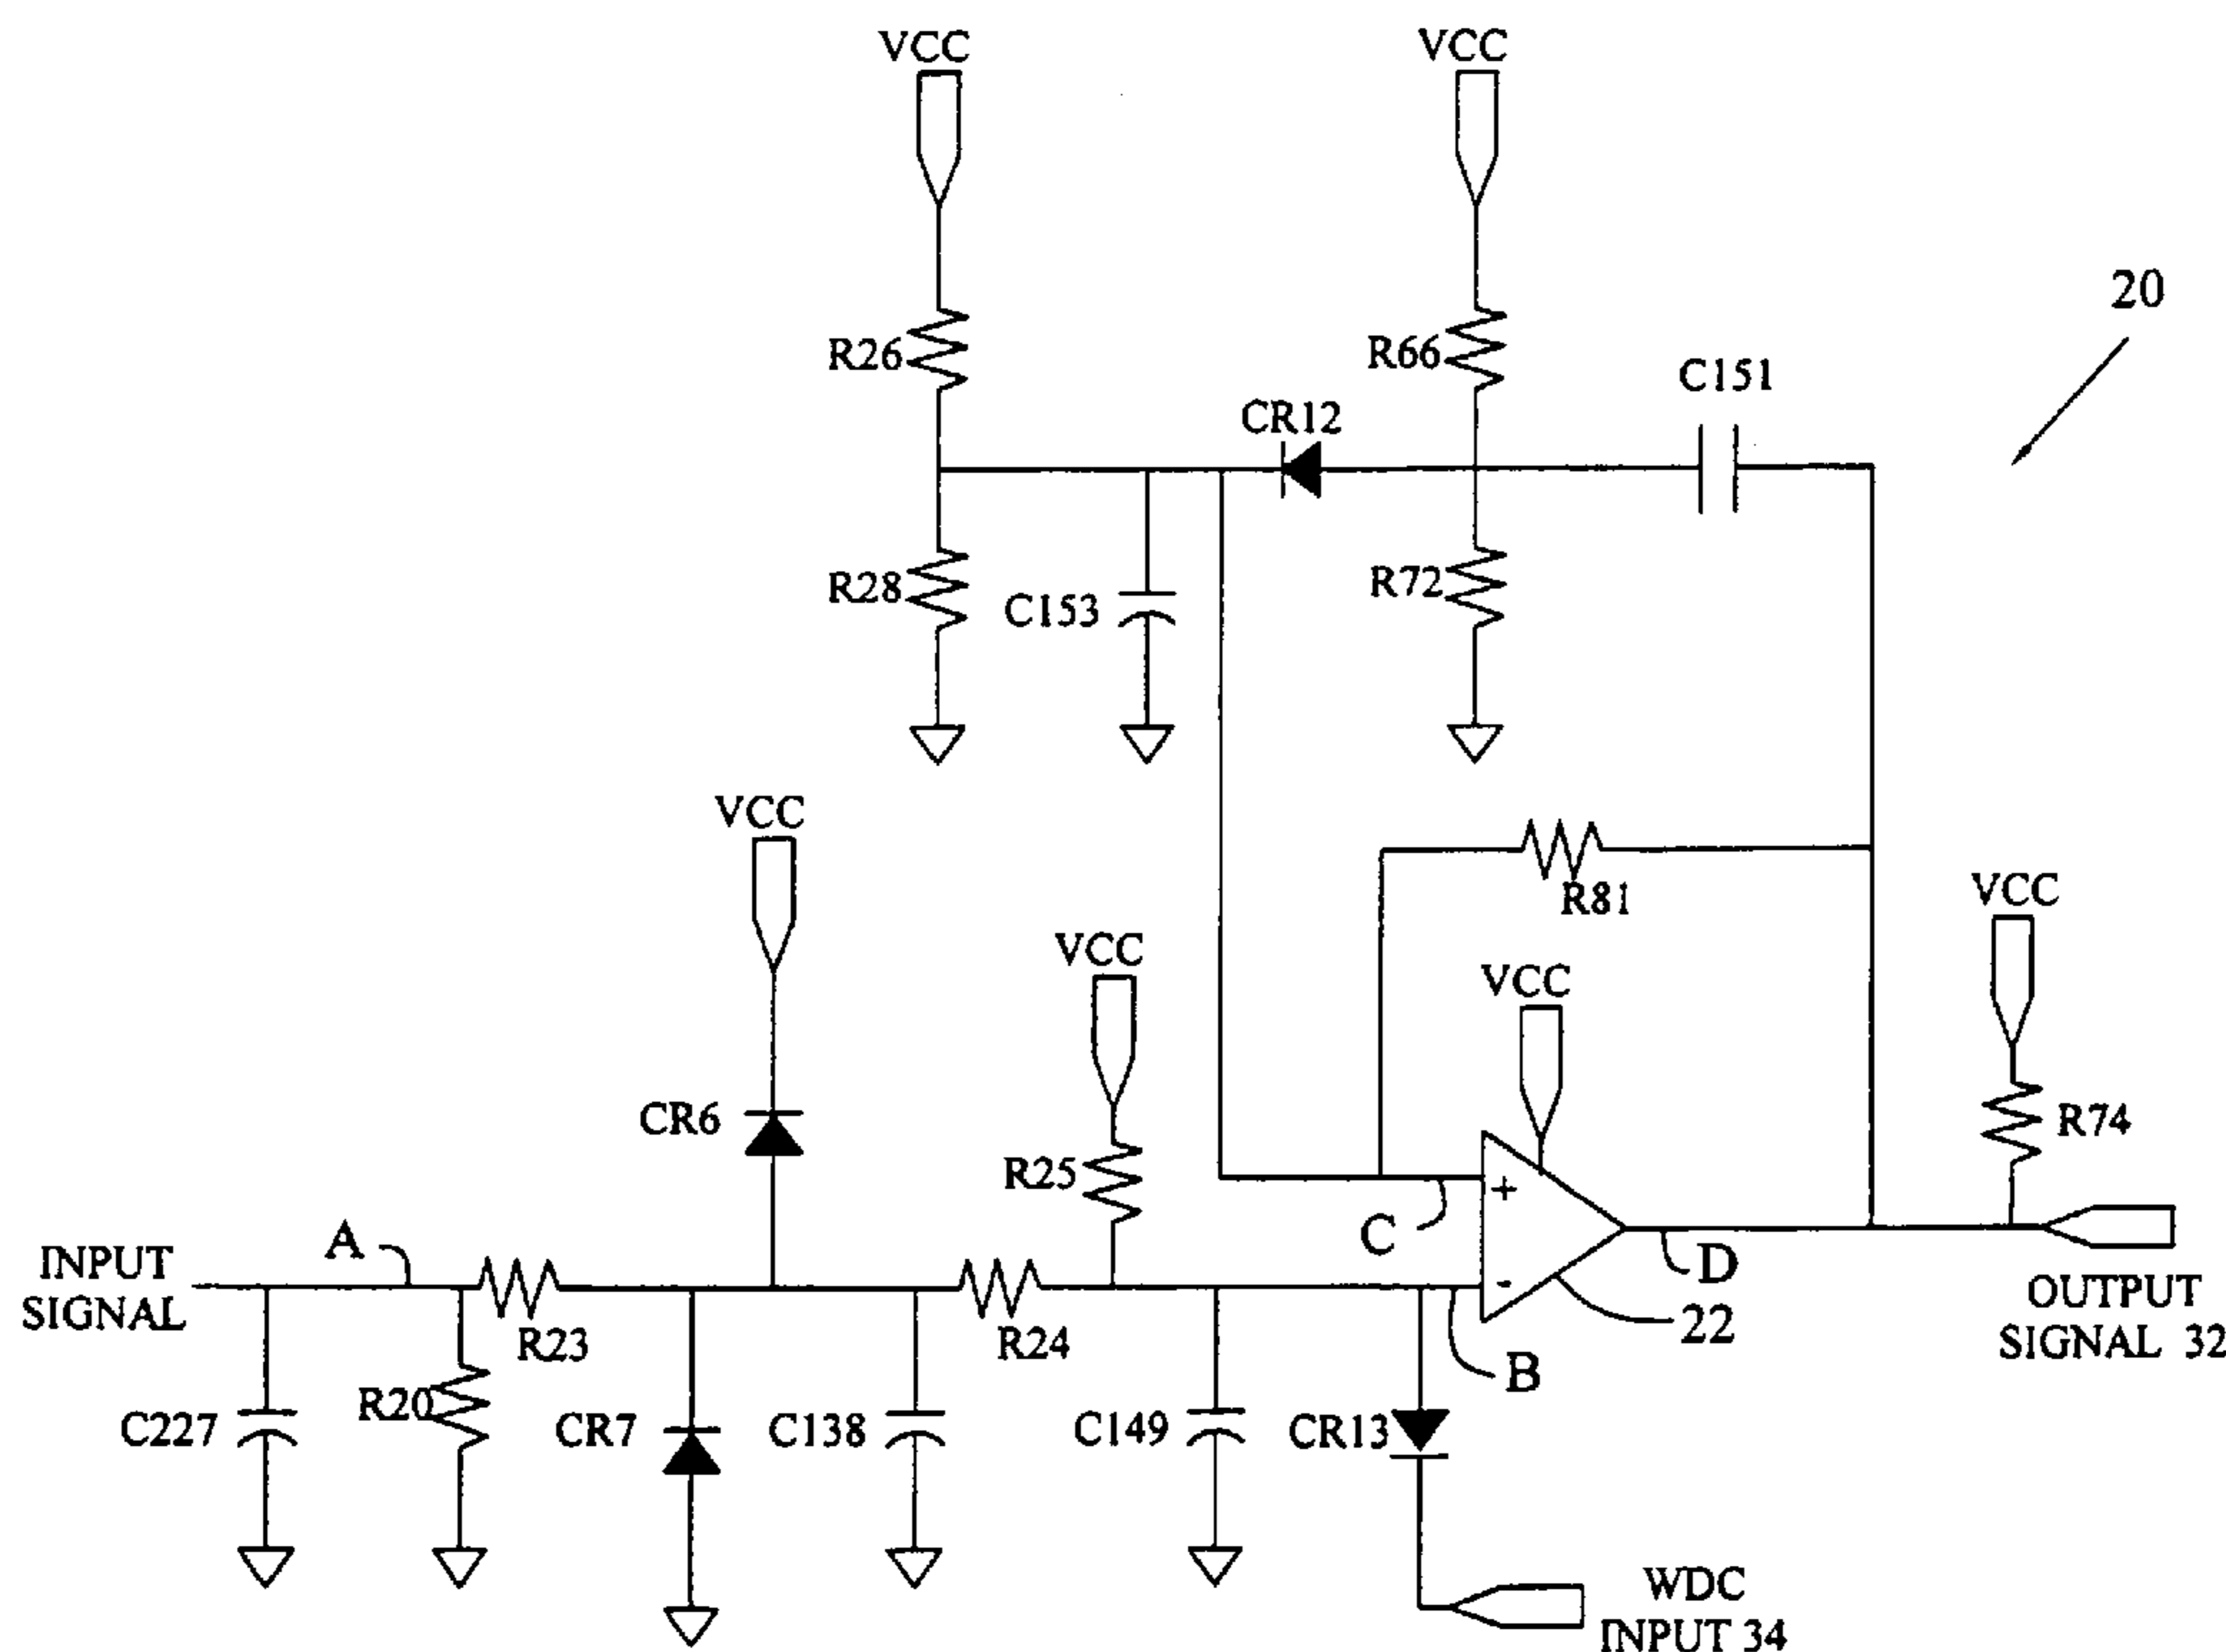 VCC
VCC
20
R26
R66
C151
CR12
R28
C153
R72
VCC
R81
VCC
VCC
VCC
CR6
R25
+
R74
C
A
INPUT
SIGNAL
R23
R24
-
D
22
B
OUTPUT
SIGNAL 32
C227
R20
CR7
C138
C149
CR13
WDC
INPUT 34